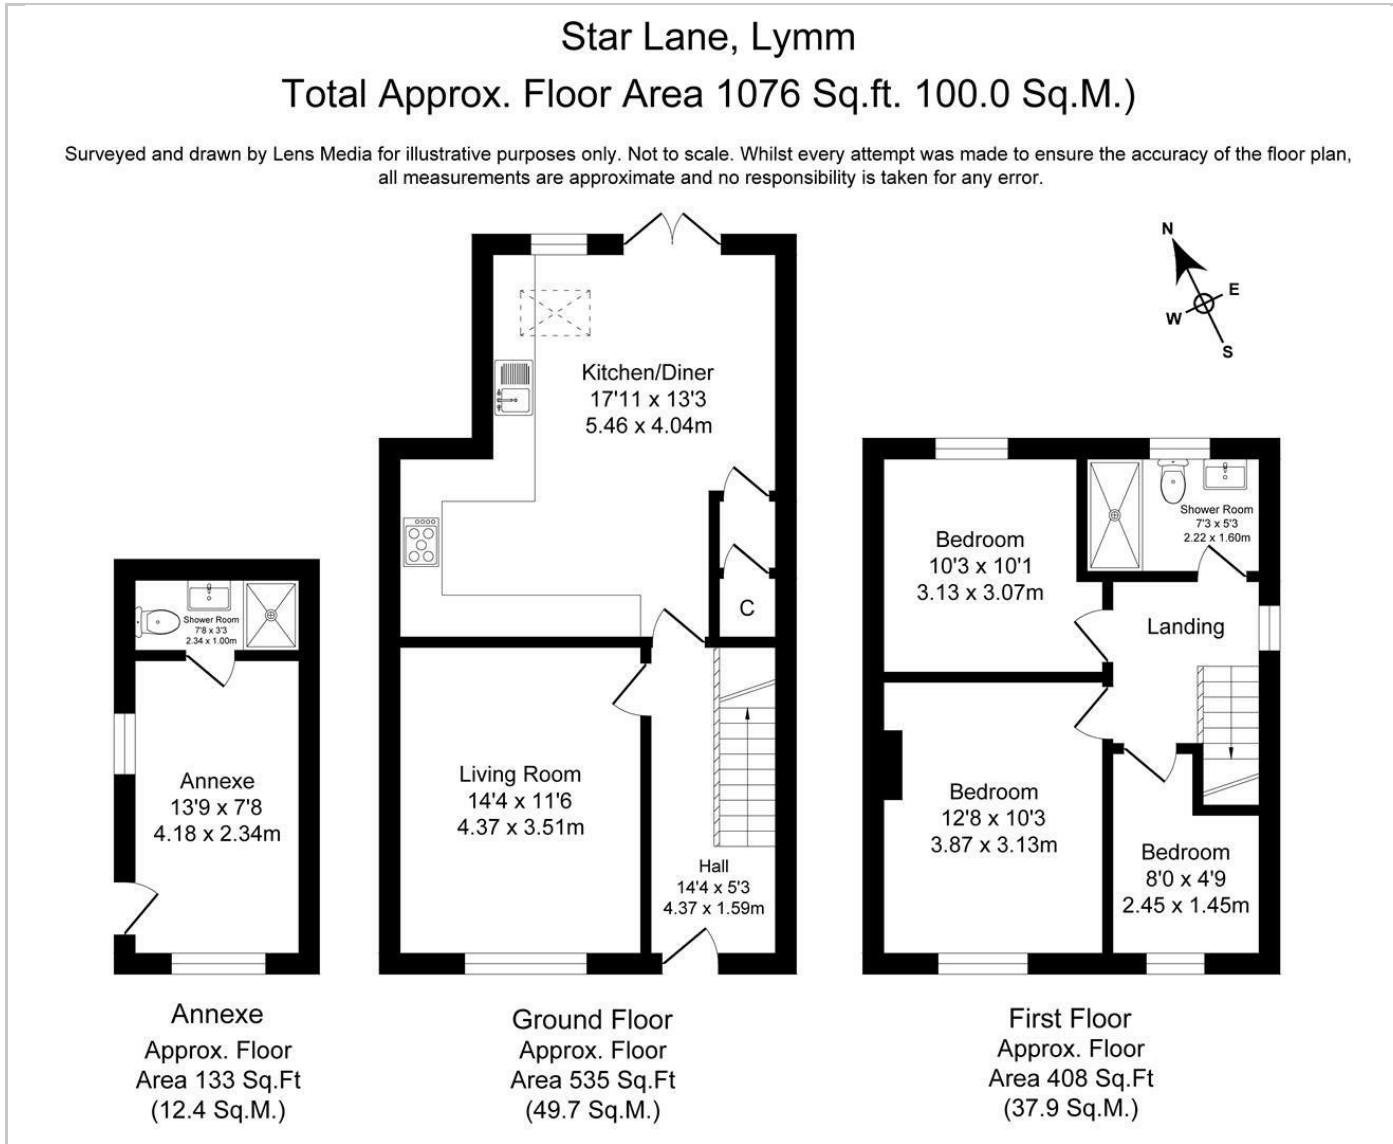 Star Lane, Lymm
Total Approx. Floor Area 1076 Sq.ft. 100.0 Sq.M.)
Surveyed and drawn by Lens Media for illustrative purposes only. Not to scale. Whilst every attempt was made to ensure the accuracy of the floor plan,
all measurements are approximate and no responsibility is taken for any error.
N
E
W
S
Kitchen/Diner
17'11 x 13'3
5.46 x 4.04m
C
Living Room
14'4 x 11'6
4.37 x 3.51m
Hall
14'4 x 5'3
4.37 x 1.59m
Shower Room
7'8 x 3'3
2.34 x 1.00m
Annexe
13'9 x 7'8
4.18 x 2.34m
Bedroom
10'3 x 10'1
3.13 x 3.07m
Shower Room
7'3 x 5'3
2.22 x 1.60m
Landing
Bedroom
12'8 x 10'3
3.87 x 3.13m
Bedroom
8'0 x 4'9
2.45 x 1.45m
Annexe
Approx. Floor
Area 133 Sq.Ft
(12.4 Sq.M.)
Ground Floor
Approx. Floor
Area 535 Sq.Ft
(49.7 Sq.M.)
First Floor
Approx. Floor
Area 408 Sq.Ft
(37.9 Sq.M.)